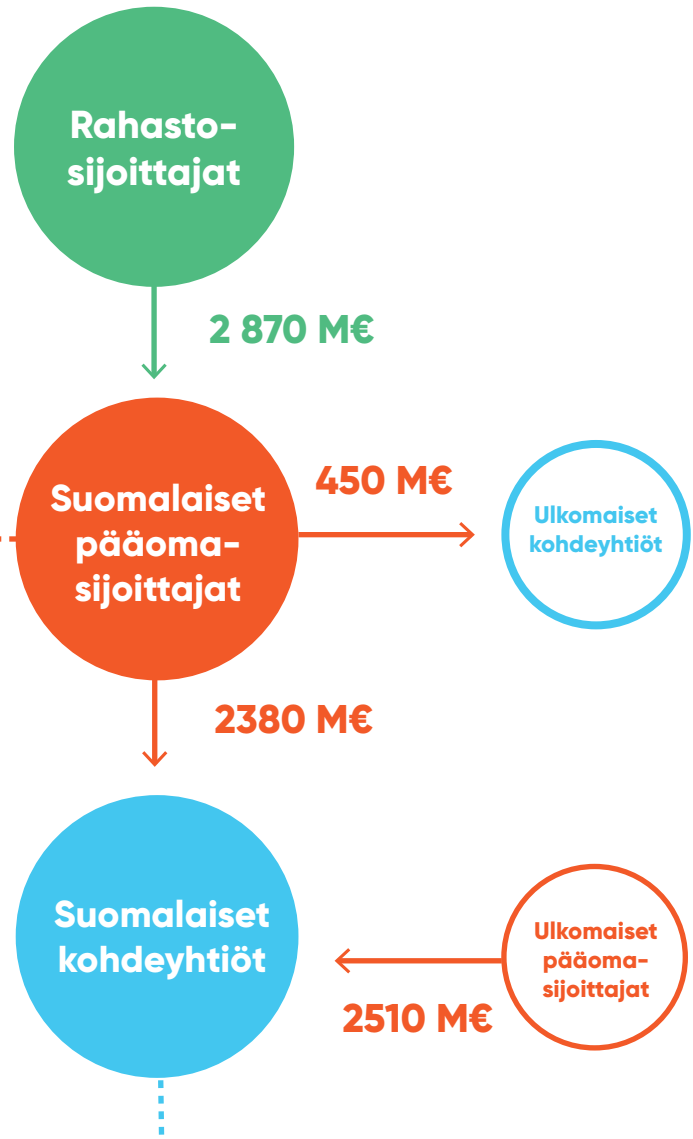 Rahasto-
sijoittajat
2 870 M€
Suomalaiset
pääoma-
sijoittajat
450 M€
Ulkomaiset
kohdeyhtiöt
2380 M€
Suomalaiset
kohdeyhtiöt
Ulkomaiset
pääoma-
sijoittajat
2510 M€